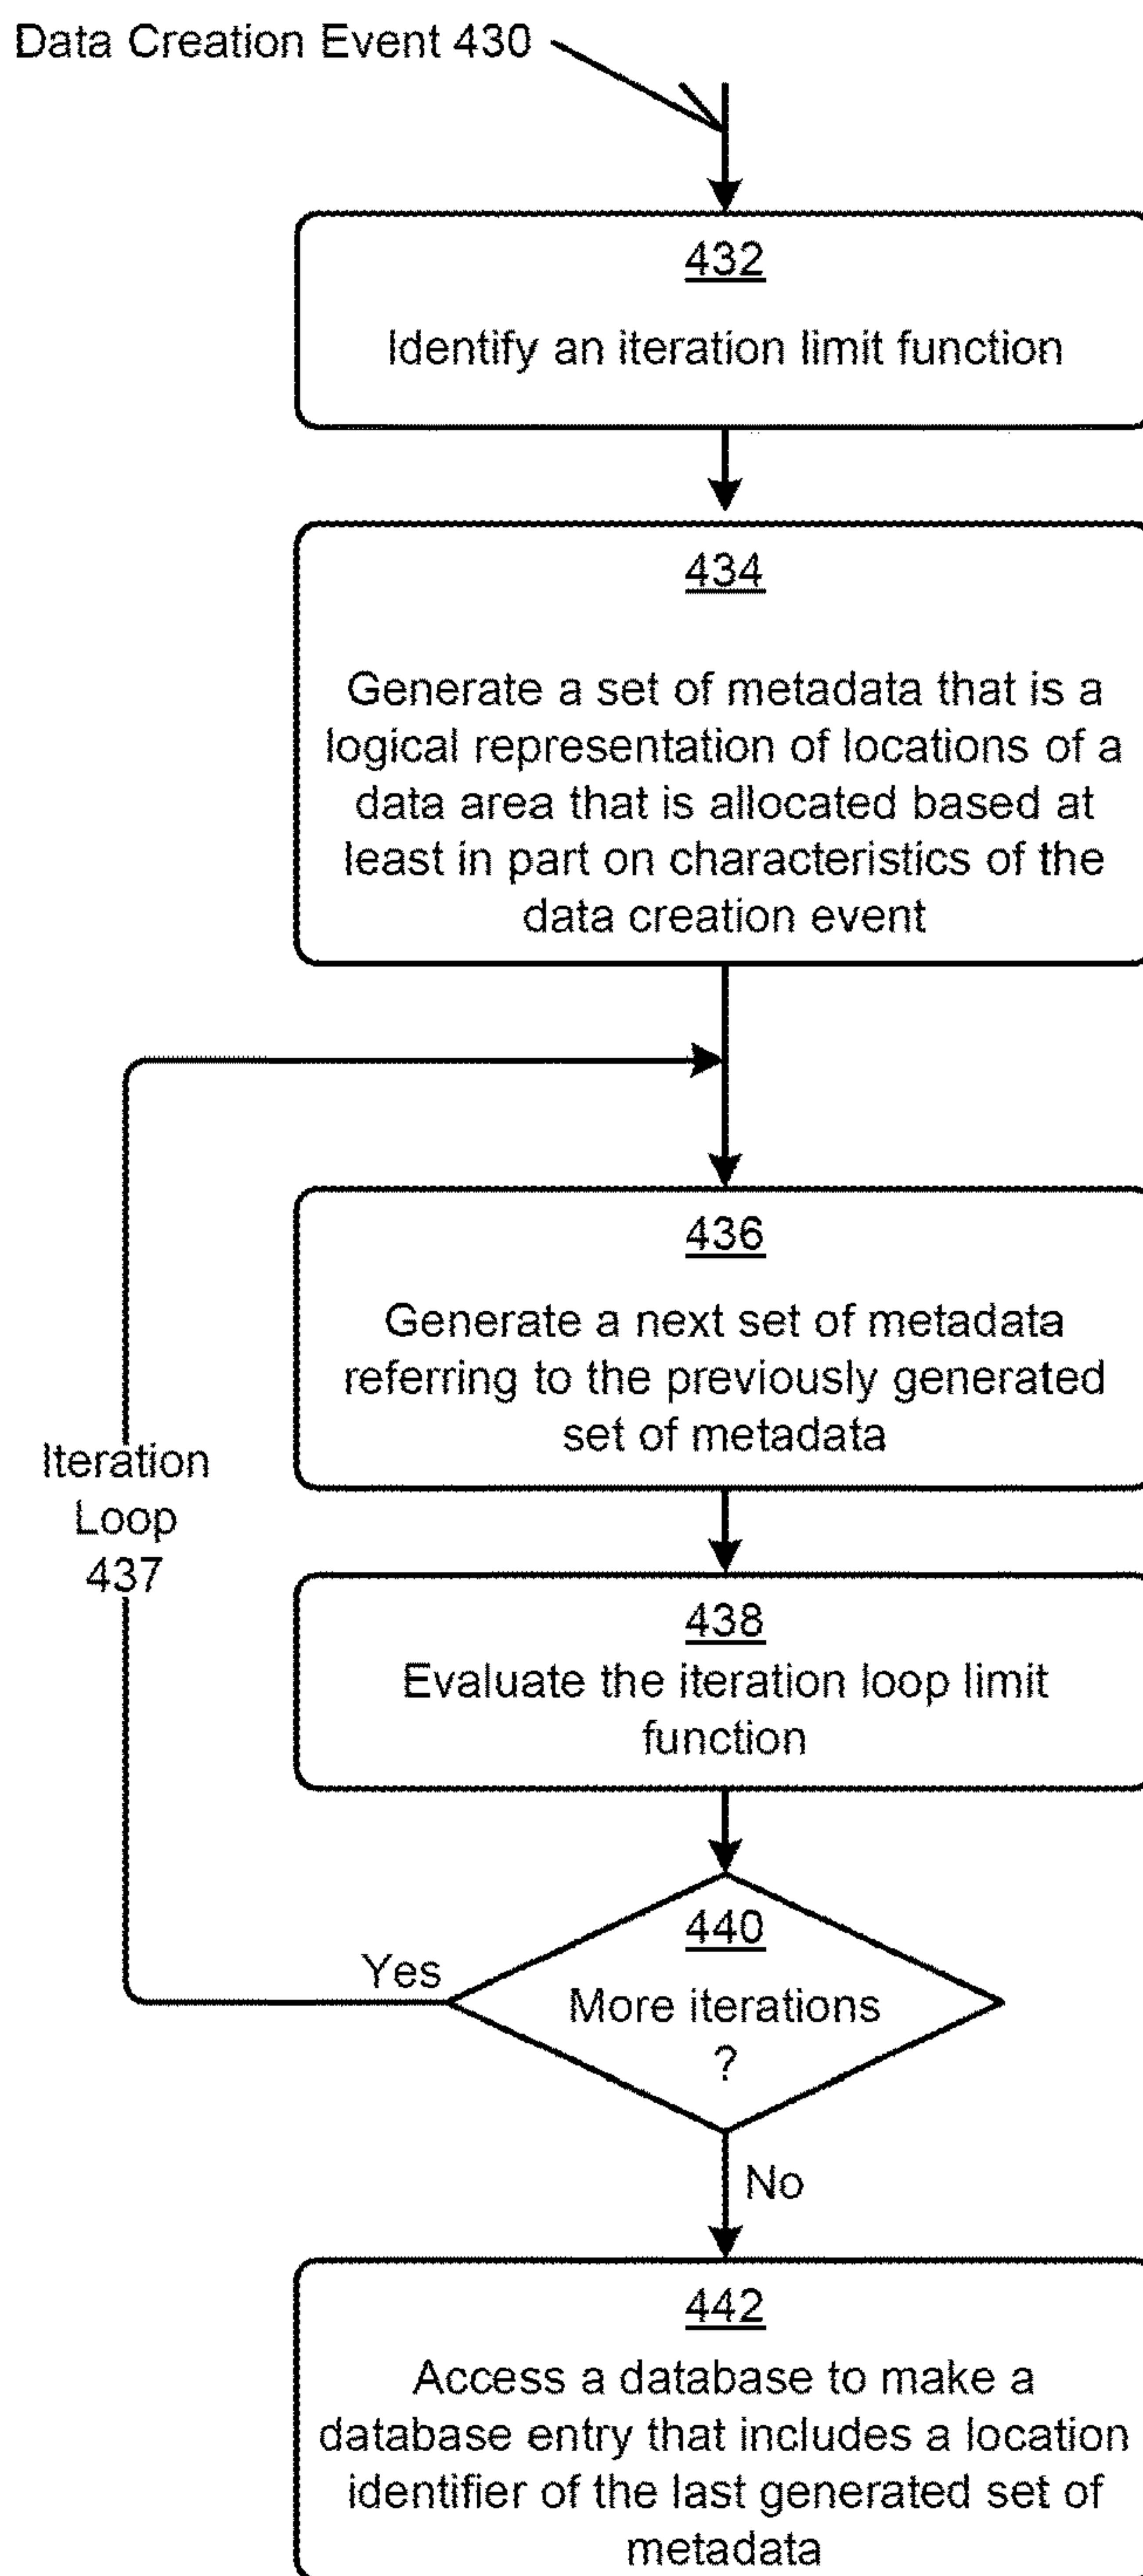 Data Creation Event 430
432
Identify an iteration limit function
434
Generate a set of metadata that is a
logical representation of locations of a
data area that is allocated based at
least in part on characteristics of the
data creation event
436
Generate a next set of metadata
referring to the previously generated
set of metadata
Iteration
Loop
437
438
Evaluate the iteration loop limit
function
440
More iterations
?
Yes
No
442
Access a database to make a
database entry that includes a location
identifier of the last generated set of
metadata